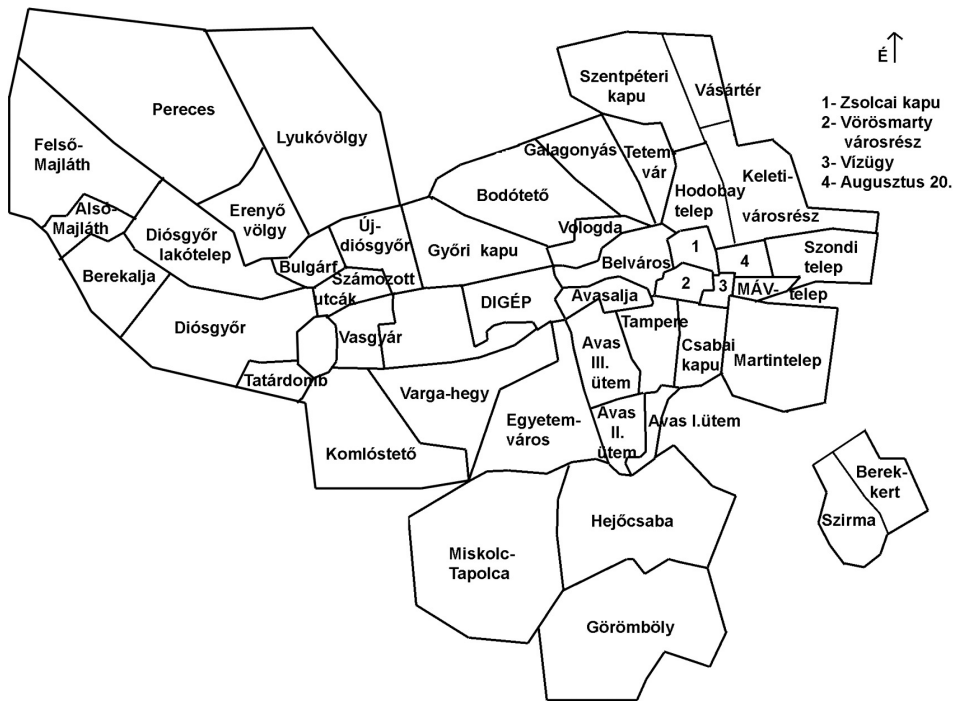 É
1- Zsolcai kapu
2- Vörösmarty
városrész
3- Vízügy
4- Augusztus 20.
Szentpéteri
kapu
Vásártér
Pereces
Lyukóvölgy
Felső-
Majláth
Galagonyás
Tetem-
vár
Keleti-
városrész
Hodobay
telep
Bodótető
Alsó-
Majláth
Erenyő
völgy
Diósgyőr
lakótelep
Új-
diósgyőr
Győri kapu
Vologda
Belváros
1
4
Szondi
telep
Bulgárf
Számozott
utcák
Berekalja
2
3
MÁV-
telep
Avasalja
DIGÉP
Diósgyőr
Vasgyár
Tampere
Csabai
kapu
Martintelep
Avas
III.
ütem
Tatárdomb
Varga-hegy
Egyetem-
város
Avas
II.
ütem
Avas I.ütem
Komlóstető
Berek-
kert
Szirma
Hejőcsaba
Miskolc-
Tapolca
Görömböly